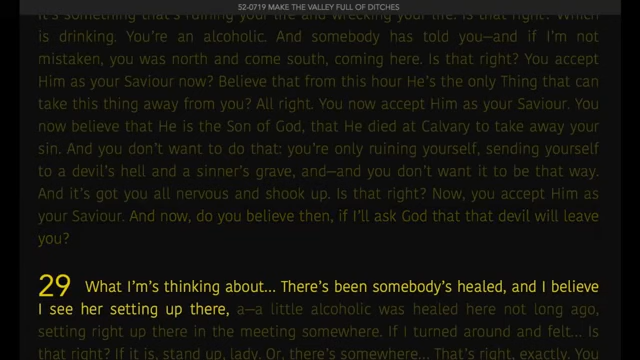 52-0719 MAKE THE VALLEY FULL OF DITCHES
It's something that's ruining your life and wrecking your life. Is that right? Which
is drinking. You're an alcoholic. And somebody has told you—and if I'm not
mistaken, you was north and come south, coming here. Is that right? You accept
Him as your Saviour now? Believe that from this hour He's the only Thing that can
take this thing away from you? All right. You now accept Him as your Saviour. You
now believe that He is the Son of God, that He died at Calvary to take away your
sin. And you don't want to do that: you're only ruining yourself, sending yourself
to a devil's hell and a sinner's grave, and—and you don't want it to be that way.
And it's got you all nervous and shook up. Is that right? Now, you accept Him as
your Saviour. And now, do you believe then, if I'll ask God that that devil will leave
you?
29 What I'm's thinking about... There's been somebody's healed, and I believe
I see her setting up there, a—a little alcoholic was healed here not long ago,
setting right up there in the meeting somewhere. If I turned around and felt... Is
that right? If it is, stand up, lady. Or, there's somewhere... That's right, exactly. You